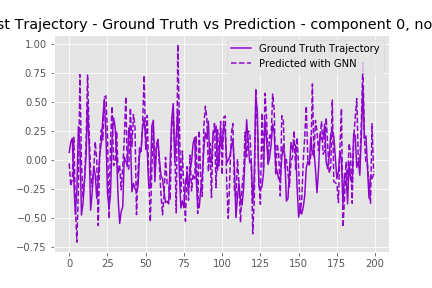 st Trajectory - Ground Truth vs Prediction - component 0, no
1.00
0.75
0.50
0.25
0.00
−0.25
−0.50
−0.75
Ground Truth Trajectory
Predicted with GNN
0 25 50 75 100 125 150 175 200